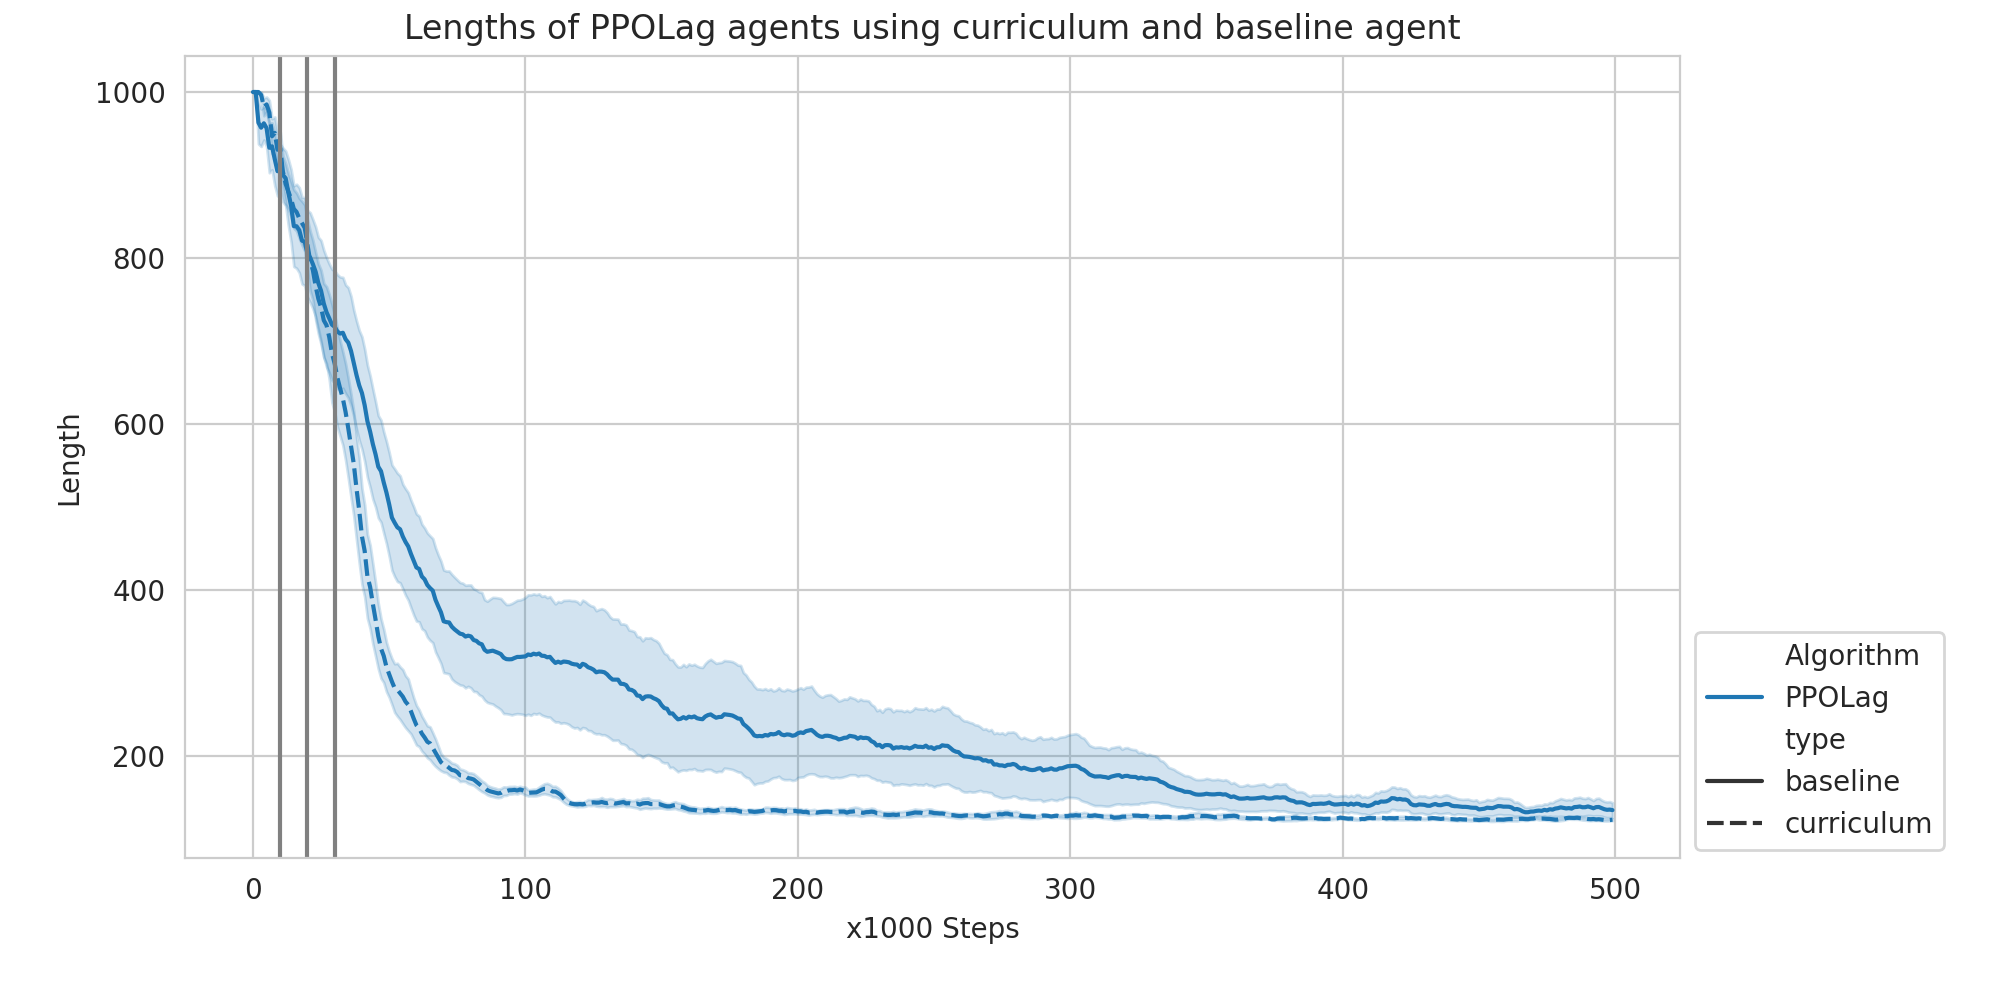 Lengths of PPOLag agents using curriculum and baseline agent
1000
800
600
400
200
Length
0 100 200 300 400 500
x1000 Steps
Algorithm
PPOLag
type
baseline
curriculum